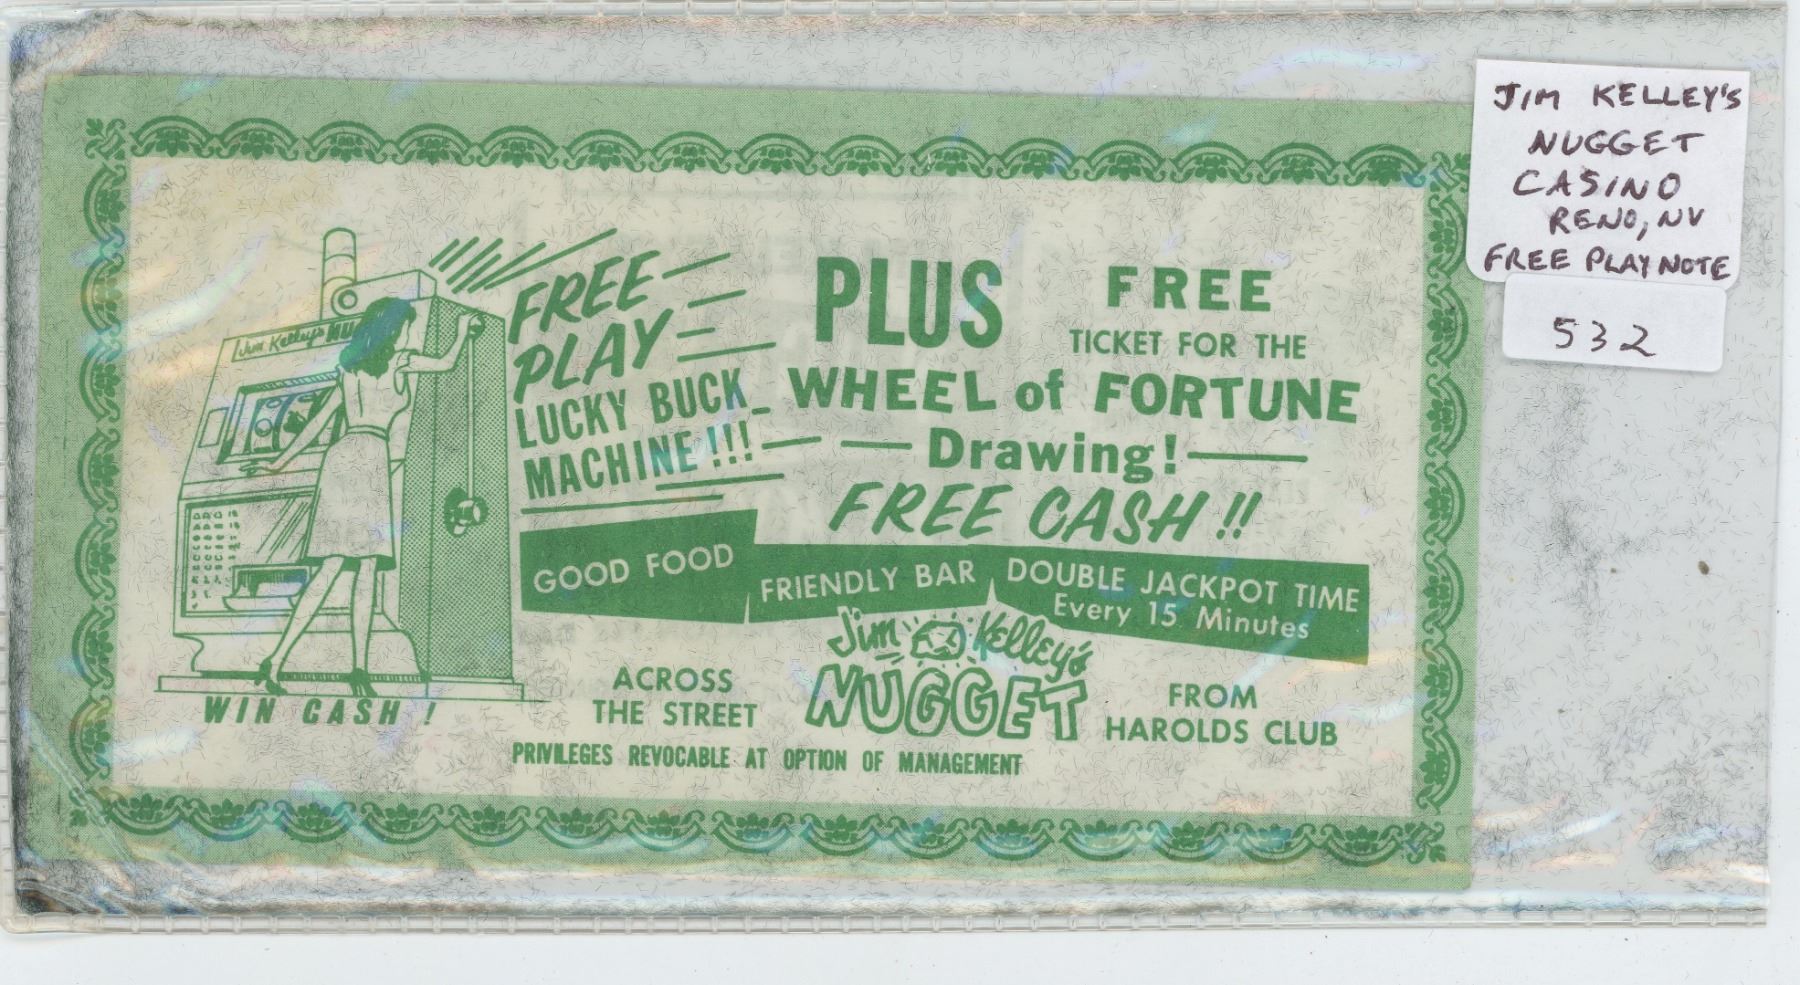 JIM KELLEY'S
NUGGET
CASINO
RENO, NV
FREE PLAY NOTE
532
Jim Kelley's NU
FREE
PLAY
LUCKY BUCK
MACHINE!!!
PLUS
FREE
TICKET FOR THE
WHEEL of FORTUNE
Drawing!
FREE CASH!!
GOOD FOOD
FRIENDLY BAR
DOUBLE JACKPOT TIME
Every 15 Minutes
WIN CASH!
ACROSS
THE STREET
Jim Kelley's
NUGGET
FROM
HAROLDS CLUB
PRIVILEGES REVOCABLE AT OPTION OF MANAGEMENT